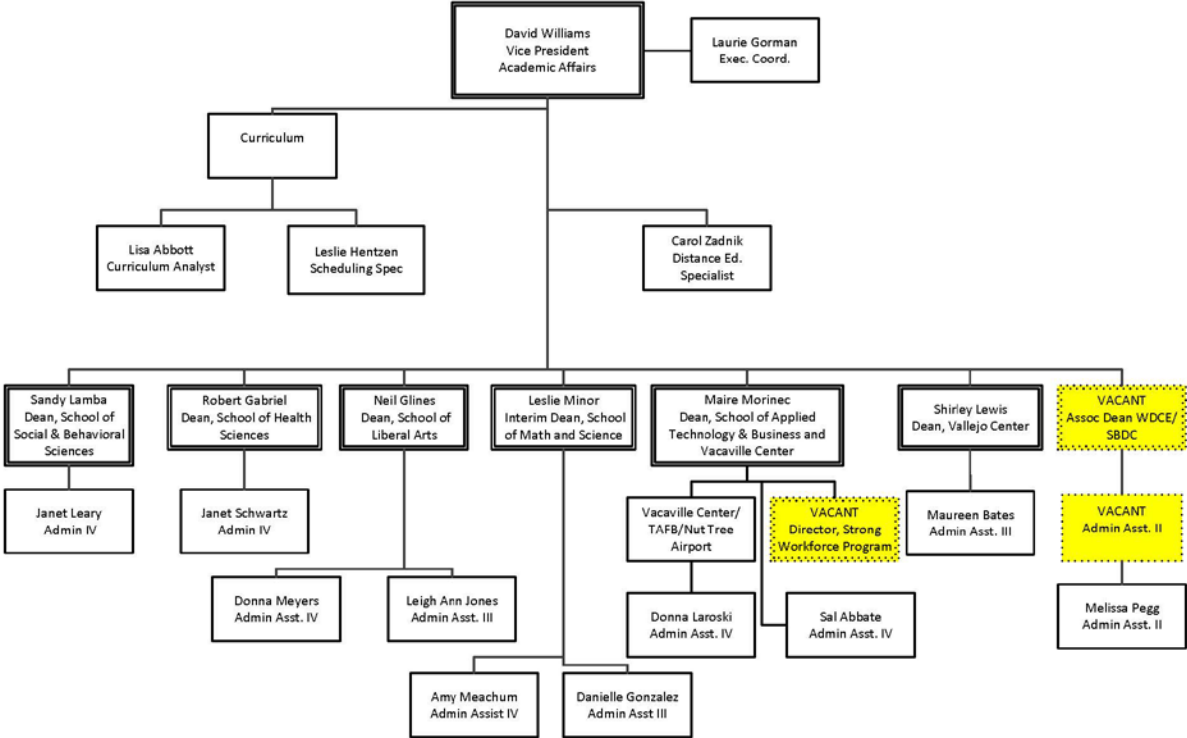 David Williams
Vice President
Academic Affairs
Laurie Gorman
Exec. Coord.
Curriculum
Lisa Abbott
Curriculum Analyst
Leslie Hentzen
Scheduling Spec
Carol Zadnik
Distance Ed.
Specialist
Sandy Lamba
Dean, School of
Social & Behavioral
Sciences
Robert Gabriel
Dean, School of Health
Sciences
Neil Glines
Dean, School of
Liberal Arts
Leslie Minor
Interim Dean, School
of Math and Science
Maire Morinec
Dean, School of Applied
Technology & Business and
Vacaville Center
Shirley Lewis
Dean, Vallejo Center
VACANT
Assoc Dean WDCE/
SBDC
Janet Leary
Admin IV
Janet Schwartz
Admin IV
Vacaville Center/
TAFB/Nut Tree
Airport
VACANT
Director, Strong
Workforce Program
Maureen Bates
Admin Asst. III
VACANT
Admin Asst. II
Donna Meyers
Admin Asst. IV
Leigh Ann Jones
Admin Asst. III
Donna Laroski
Admin Asst. IV
Sal Abbate
Admin Asst. IV
Melissa Pegg
Admin Asst. II
Amy Meachum
Admin Assist IV
Danielle Gonzalez
Admin Asst III